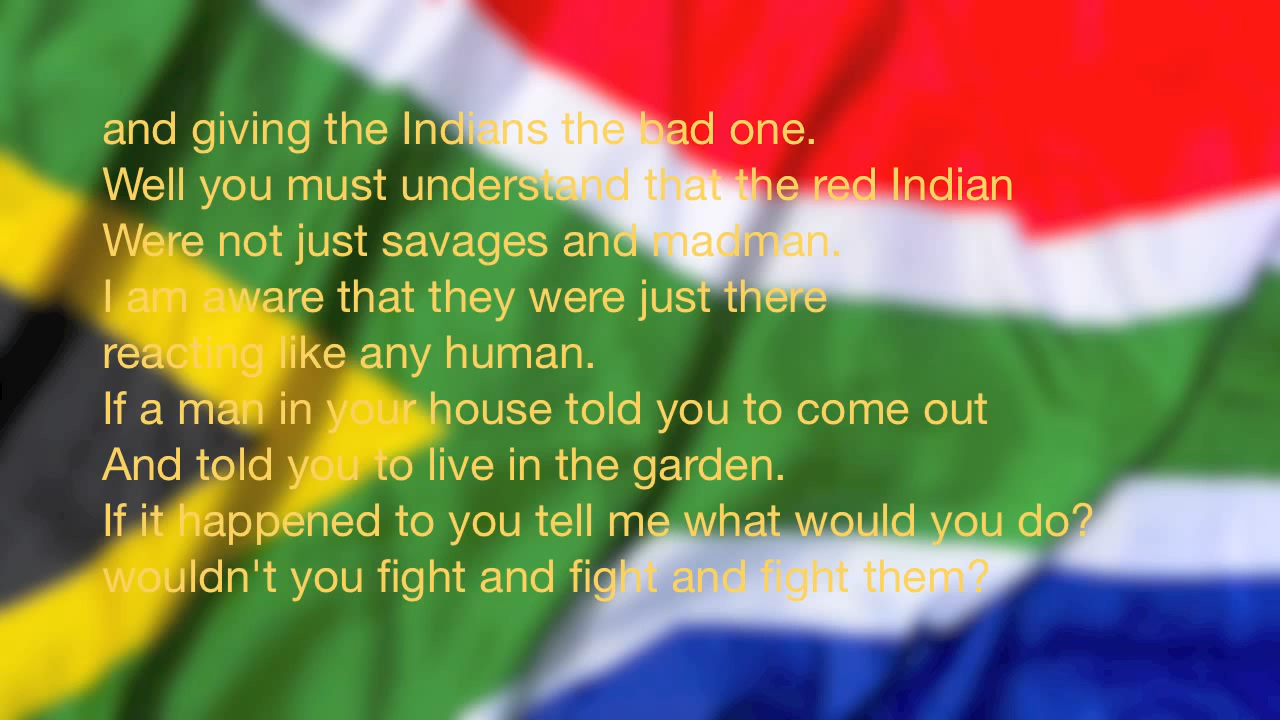 and giving the Indians the bad one.
Well you must understand that the red Indian
Were not just savages and madman.
I am aware that they were just there
reacting like any human.
If a man in your house told you to come out
And told you to live in the garden.
If it happened to you tell me what would you do?
wouldn't you fight and fight and fight them?